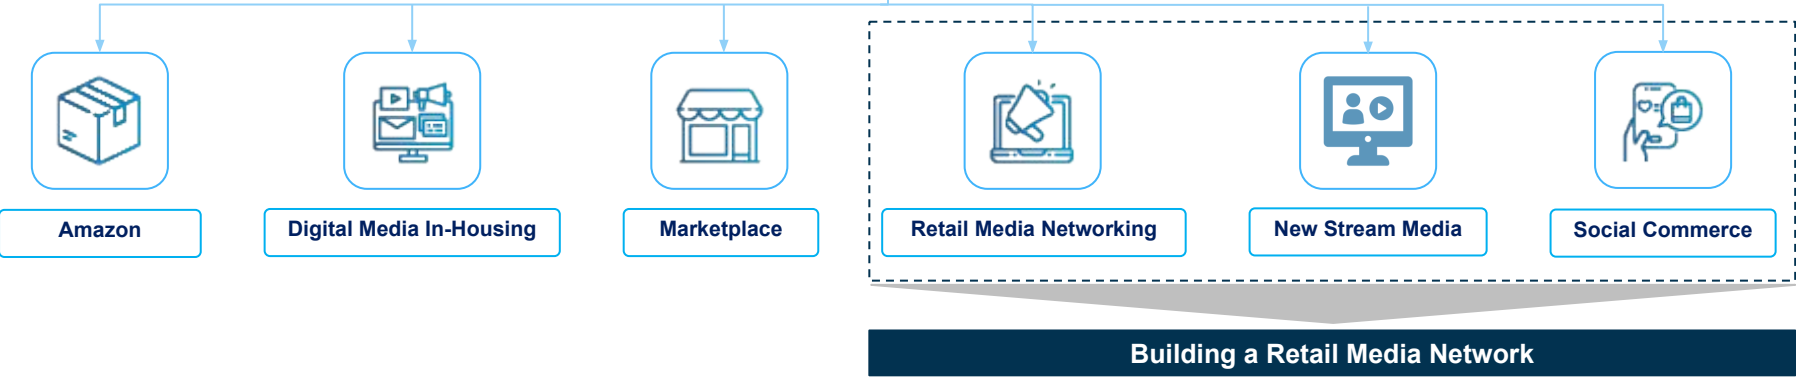 Amazon
Digital Media In-Housing
Marketplace
Retail Media Networking
New Stream Media
Social Commerce
Building a Retail Media Network